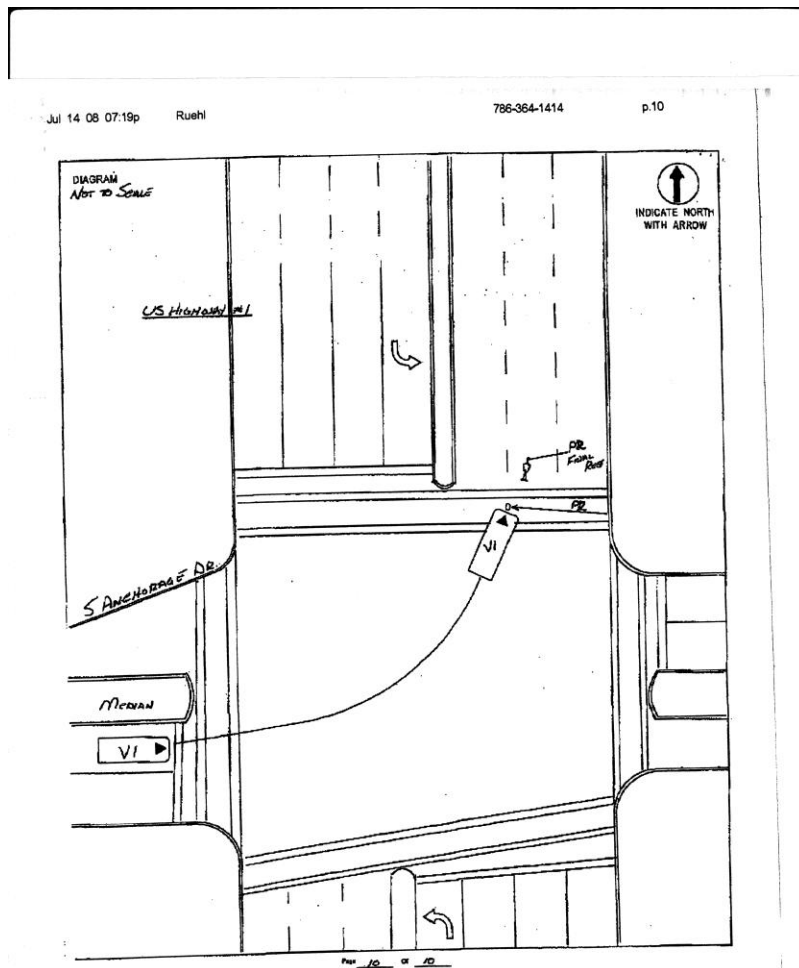 Jul 14 08 07:19p Ruehl 786-364-1414 p.10
DIAGRAM
NOT TO SCALE
INDICATE NORTH
WITH ARROW
US HIGHWAY #1
PR
FINAL
REST
PR
V1
S ANCHORAGE DR.
MEDIAN
V1
Page 10 OF 10